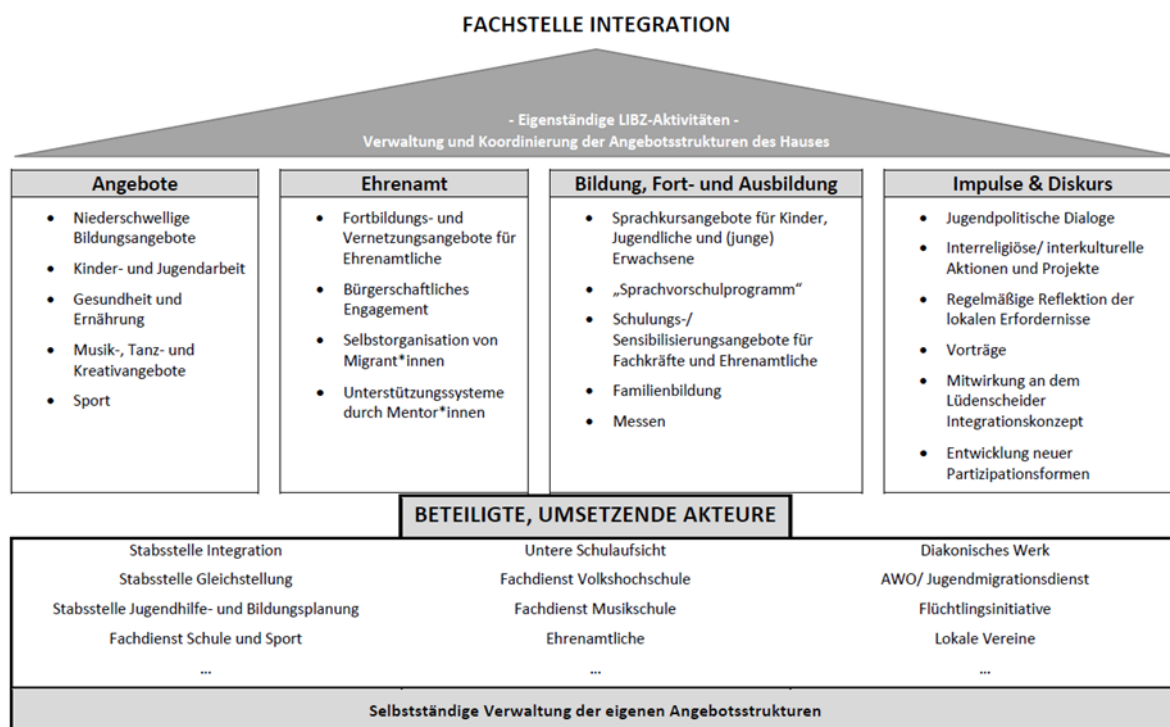 FACHSTELLE INTEGRATION
- Eigenständige LIBZ-Aktivitäten -
Verwaltung und Koordinierung der Angebotsstrukturen des Hauses
Angebote
• Niederschwellige
Bildungsangebote
• Kinder- und Jugendarbeit
• Gesundheit und
Ernährung
• Musik-, Tanz- und
Kreativangebote
• Sport
Ehrenamt
• Fortbildungs- und
Vernetzungsangebote für
Ehrenamtliche
• Bürgerschaftliches
Engagement
• Selbstorganisation von
Migrant*innen
• Unterstützungssysteme
durch Mentor*innen
Bildung, Fort- und Ausbildung
• Sprachkursangebote für Kinder,
Jugendliche und (junge)
Erwachsene
• „Sprachvorschulprogramm“
• Schulungs-/
Sensibilisierungsangebote für
Fachkräfte und Ehrenamtliche
• Familienbildung
• Messen
Impulse & Diskurs
• Jugendpolitische Dialoge
• Interreligiöse/ interkulturelle
Aktionen und Projekte
• Regelmäßige Reflektion der
lokalen Erfordernisse
• Vorträge
• Mitwirkung an dem
Lüdenscheider
Integrationskonzept
• Entwicklung neuer
Partizipationsformen
BETEILIGTE, UMSETZENDE AKTEURE
Stabsstelle Integration
Stabsstelle Gleichstellung
Stabsstelle Jugendhilfe- und Bildungsplanung
Fachdienst Schule und Sport
...
Untere Schulaufsicht
Fachdienst Volkshochschule
Fachdienst Musikschule
Ehrenamtliche
...
Diakonisches Werk
AWO/ Jugendmigrationsdienst
Flüchtlingsinitiative
Lokale Vereine
...
Selbstständige Verwaltung der eigenen Angebotsstrukturen